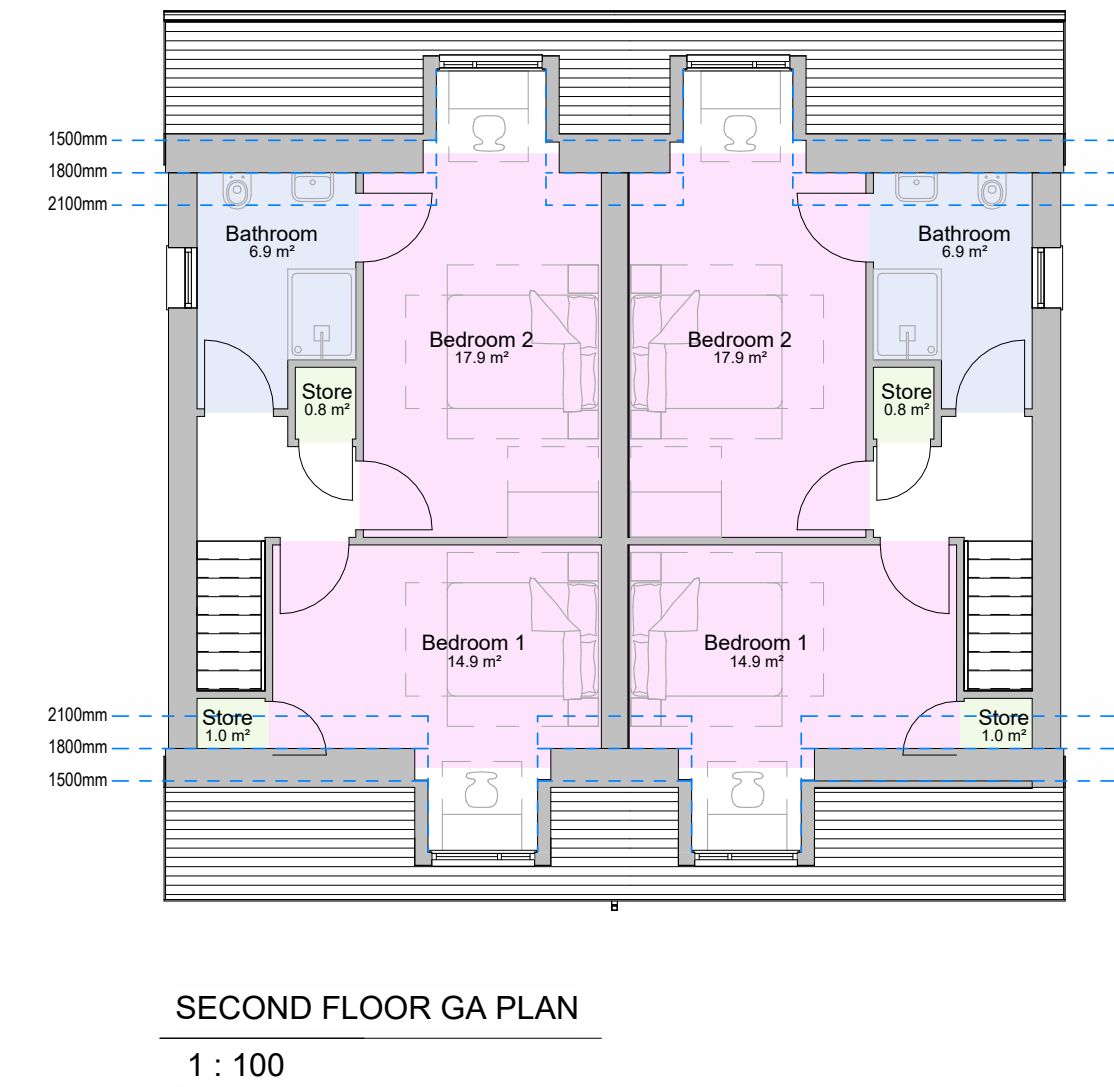 1500mm
1800mm
2100mm
Bathroom
6.9 m²
Bathroom
6.9 m²
Bedroom 2
17.9 m²
Bedroom 2
17.9 m²
Store
0.8 m²
Store
0.8 m²
Bedroom 1
14.9 m²
Bedroom 1
14.9 m²
2100mm
Store
1.0 m²
Store
1.0 m²
1800mm
1500mm
SECOND FLOOR GA PLAN
1 : 100